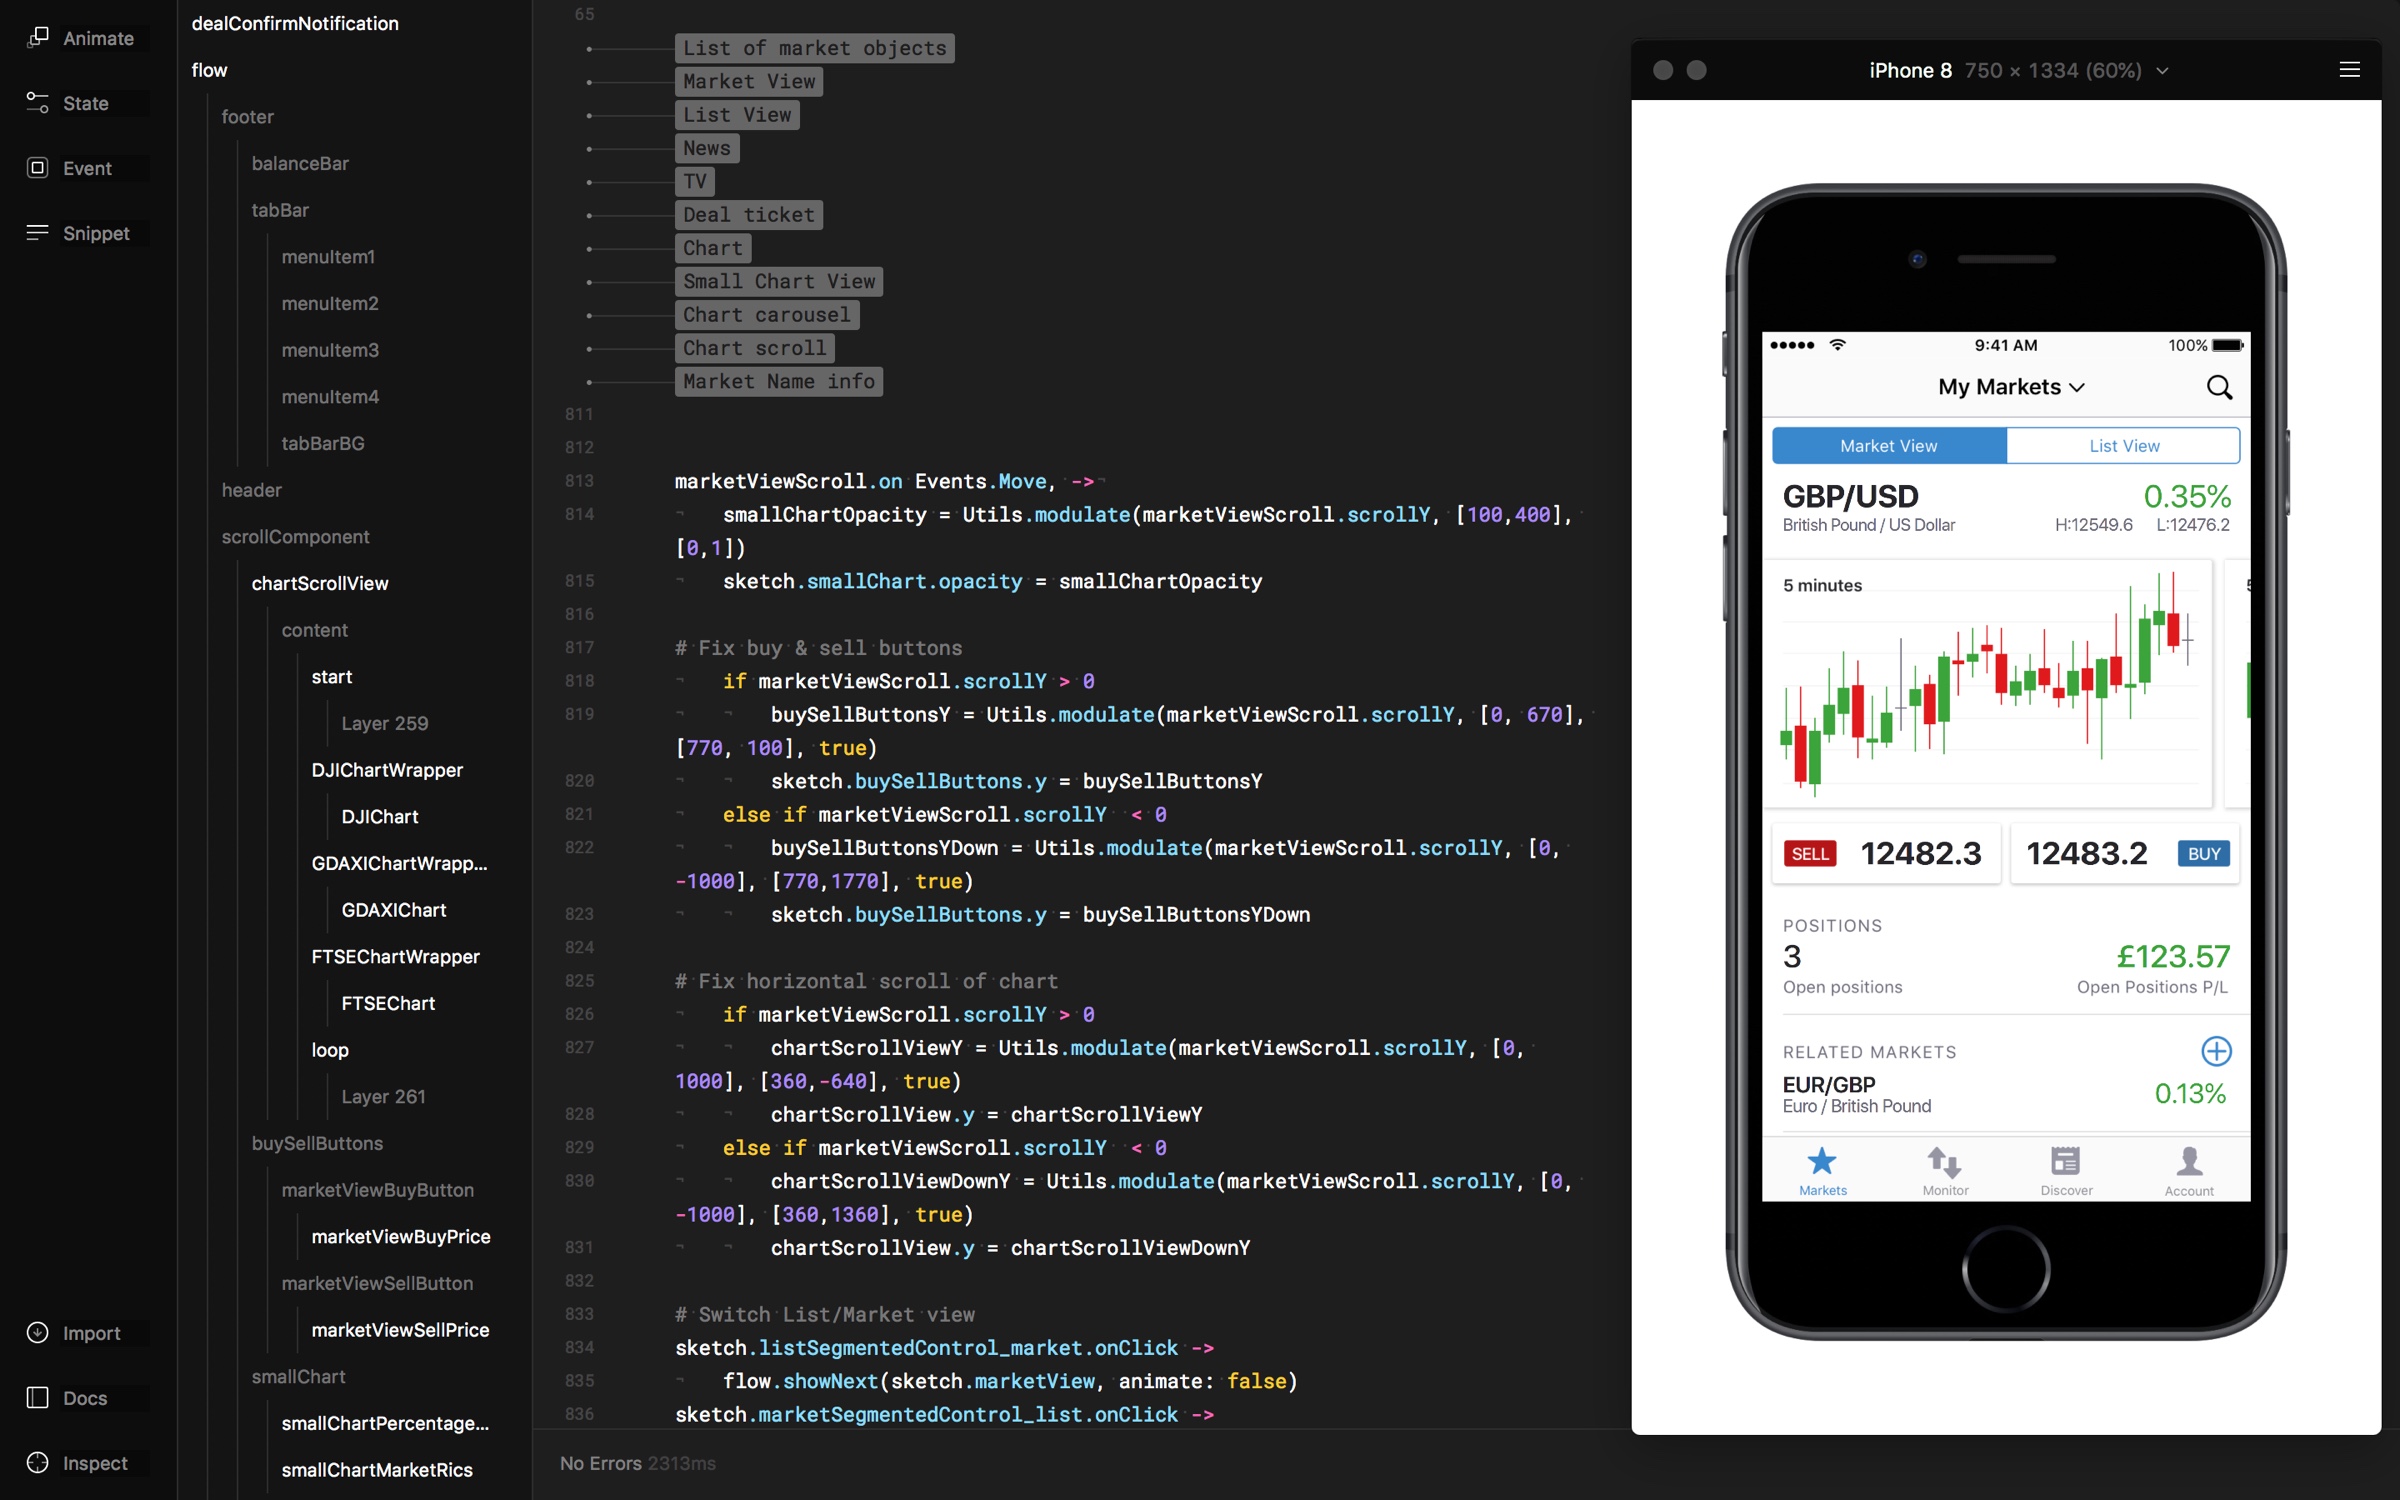 Animate
State
Event
Snippet
Import
Docs
Inspect
dealConfirmNotification
flow
footer
balanceBar
tabBar
menuItem1
menuItem2
menuItem3
menuItem4
tabBarBG
header
scrollComponent
chartScrollView
content
start
Layer 259
DJIChartWrapper
DJIChart
GDAXIChartWrapp...
GDAXIChart
FTSEChartWrapper
FTSEChart
loop
Layer 261
buySellButtons
marketViewBuyButton
marketViewBuyPrice
marketViewSellButton
marketViewSellPrice
smallChart
smallChartPercentage...
smallChartMarketRics
65
List of market objects
Market View
List View
News
TV
Deal ticket
Chart
Small Chart View
Chart carousel
Chart scroll
Market Name info
811
812
813 marketViewScroll.on Events.Move, ->
814 smallChartOpacity = Utils.modulate(marketViewScroll.scrollY, [100,400],
[0,1])
815 sketch.smallChart.opacity = smallChartOpacity
816
817 # Fix buy & sell buttons
818 if marketViewScroll.scrollY > 0
819 buySellButtonsY = Utils.modulate(marketViewScroll.scrollY, [0, 670],
[770, 100], true)
820 sketch.buySellButtons.y = buySellButtonsY
821 else if marketViewScroll.scrollY < 0
822 buySellButtonsYDown = Utils.modulate(marketViewScroll.scrollY, [0,
-1000], [770,1770], true)
823 sketch.buySellButtons.y = buySellButtonsYDown
824
825 # Fix horizontal scroll of chart
826 if marketViewScroll.scrollY > 0
827 chartScrollViewY = Utils.modulate(marketViewScroll.scrollY, [0,
1000], [360,-640], true)
828 chartScrollView.y = chartScrollViewY
829 else if marketViewScroll.scrollY < 0
830 chartScrollViewDownY = Utils.modulate(marketViewScroll.scrollY, [0,
-1000], [360,1360], true)
831 chartScrollView.y = chartScrollViewDownY
832
833 # Switch List/Market view
834 sketch.listSegmentedControl_market.onClick ->
835 flow.showNext(sketch.marketView, animate: false)
836 sketch.marketSegmentedControl_list.onClick ->
No Errors 2313ms
iPhone 8 750 × 1334 (60%)
9:41 AM 100%
My Markets
Market View List View
GBP/USD 0.35%
British Pound / US Dollar H:12549.6 L:12476.2
5 minutes
SELL 12482.3 12483.2 BUY
POSITIONS
3 £123.57
Open positions Open Positions P/L
RELATED MARKETS
EUR/GBP 0.13%
Euro / British Pound
Markets Monitor Discover Account